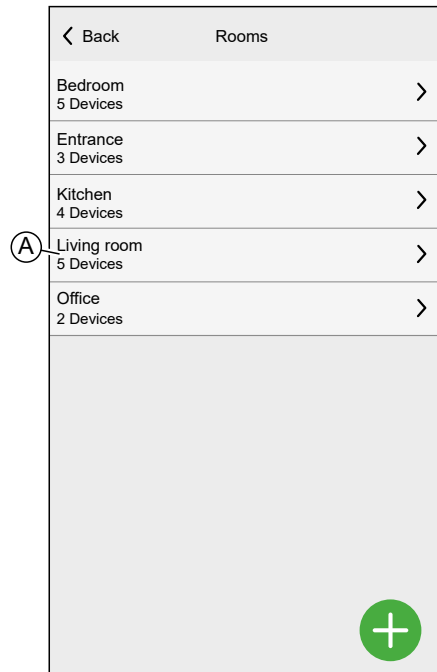 Back Rooms
Bedroom
5 Devices
Entrance
3 Devices
Kitchen
4 Devices
A
Living room
5 Devices
Office
2 Devices